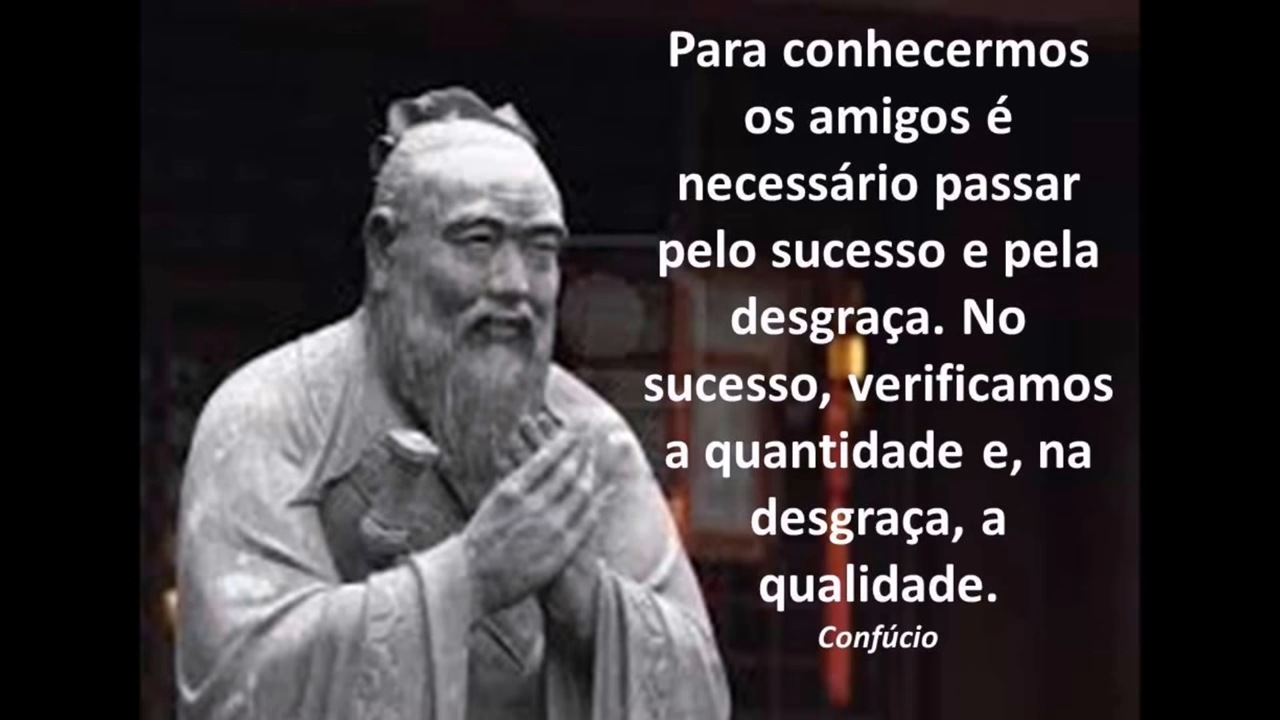 Para conhecermos
os amigos é
necessário passar
pelo sucesso e pela
desgraça. No
sucesso, verificamos
a quantidade e, na
desgraça, a
qualidade.
Confúcio